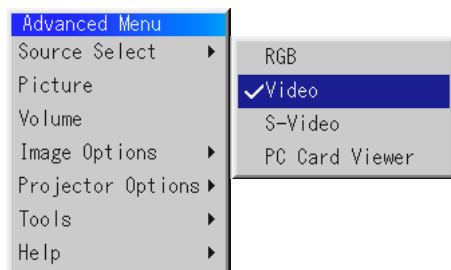 Advanced Menu
Source Select
Picture
Volume
Image Options
Projector Options
Tools
Help
RGB
Video
S-Video
PC Card Viewer